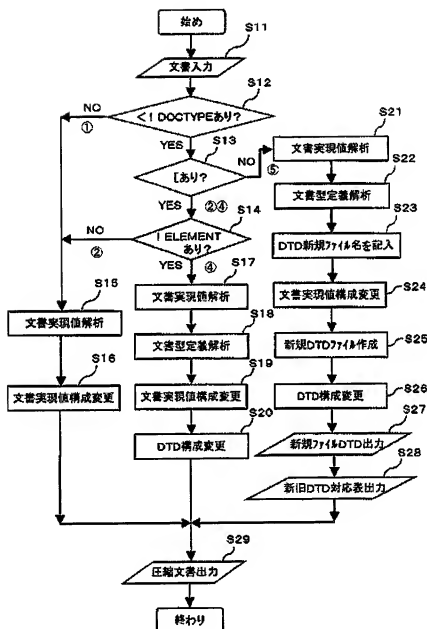 始め
S11
文書入力
S12
<！DOCTYPEあり?
NO
①
YES
S13
[あり?
NO
⑤
YES
②④
S14
！ELEMENT
あり?
NO
②
YES
④
S15
文書実現値解析
S16
文書実現値構成変更
S17
文書実現値解析
S18
文書型定義解析
S19
文書実現値構成変更
S20
DTD構成変更
S21
文書実現値解析
S22
文書型定義解析
S23
DTD新規ファイル名を記入
S24
文書実現値構成変更
S25
新規DTDファイル作成
S26
DTD構成変更
S27
新規ファイルDTD出力
S28
新旧DTD対応表出力
S29
圧縮文書出力
終わり